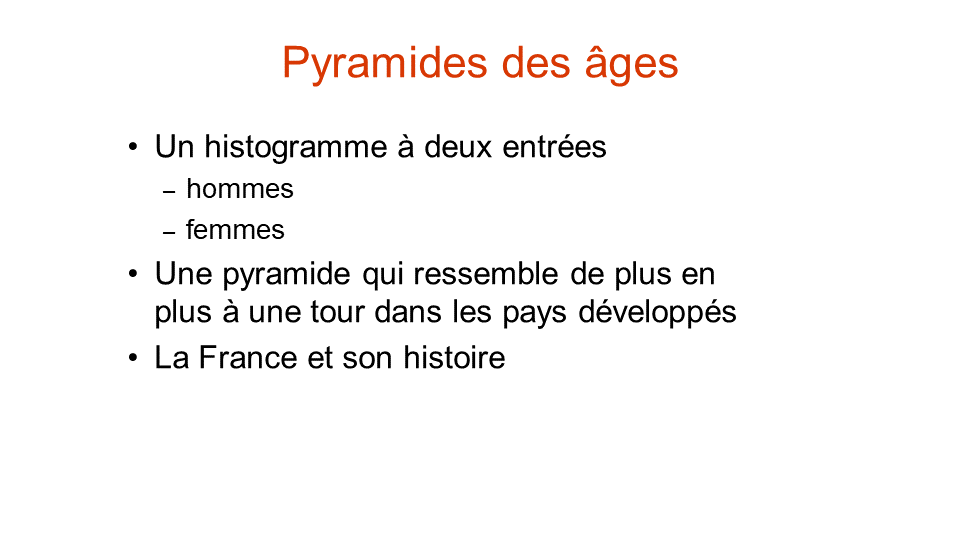 Pyramides des âges
• Un histogramme à deux entrées
– hommes
– femmes
• Une pyramide qui ressemble de plus en
plus à une tour dans les pays développés
• La France et son histoire